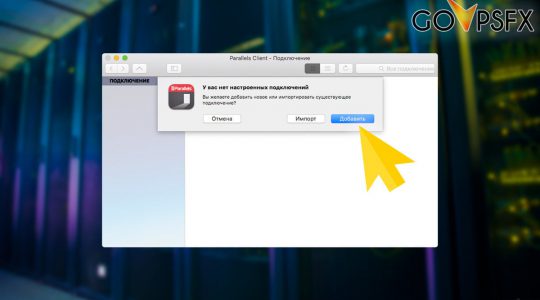 GOVPSFX
Parallels Client - Подключение
Все подключения
ПОДКЛЮЧЕНИЕ
Parallels
У вас нет настроенных подключений
Вы желаете добавить новое или импортировать существующее
подключение?
Отмена
Импорт
Добавить